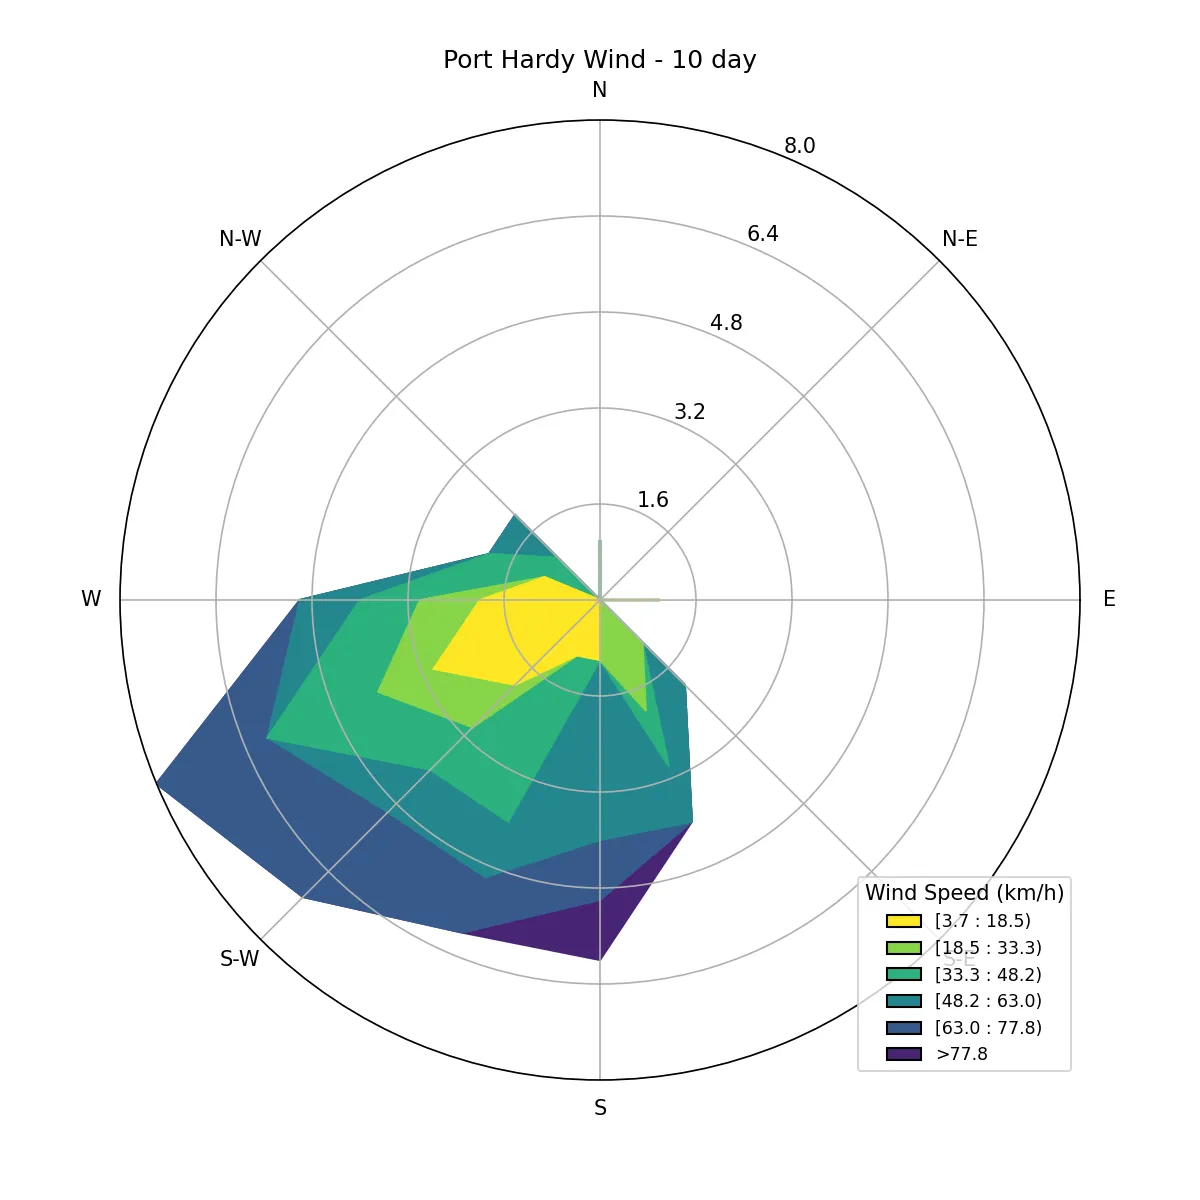 Port Hardy Wind - 10 day
N
8.0
N-W
N-E
6.4
4.8
3.2
1.6
W
E
S-W
S-E
S
Wind Speed (km/h)
[3.7 : 18.5)
[18.5 : 33.3)
[33.3 : 48.2)
[48.2 : 63.0)
[63.0 : 77.8)
>77.8